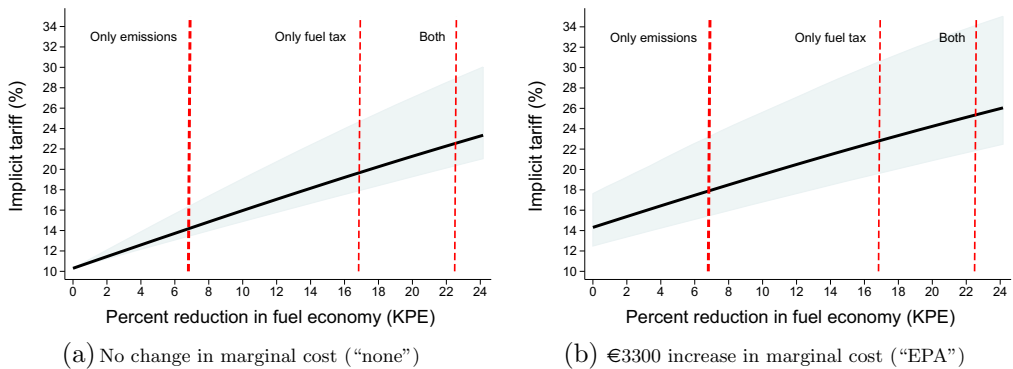 34
32
30
28
26
24
22
20
18
16
14
12
10
Implicit tariff (%)
Only emissions
Only fuel tax
Both
0 2 4 6 8 10 12 14 16 18 20 22 24
Percent reduction in fuel economy (KPE)
(a) No change in marginal cost (“none”)
34
32
30
28
26
24
22
20
18
16
14
12
10
Implicit tariff (%)
Only emissions
Only fuel tax
Both
0 2 4 6 8 10 12 14 16 18 20 22 24
Percent reduction in fuel economy (KPE)
(b) €3300 increase in marginal cost (“EPA”)